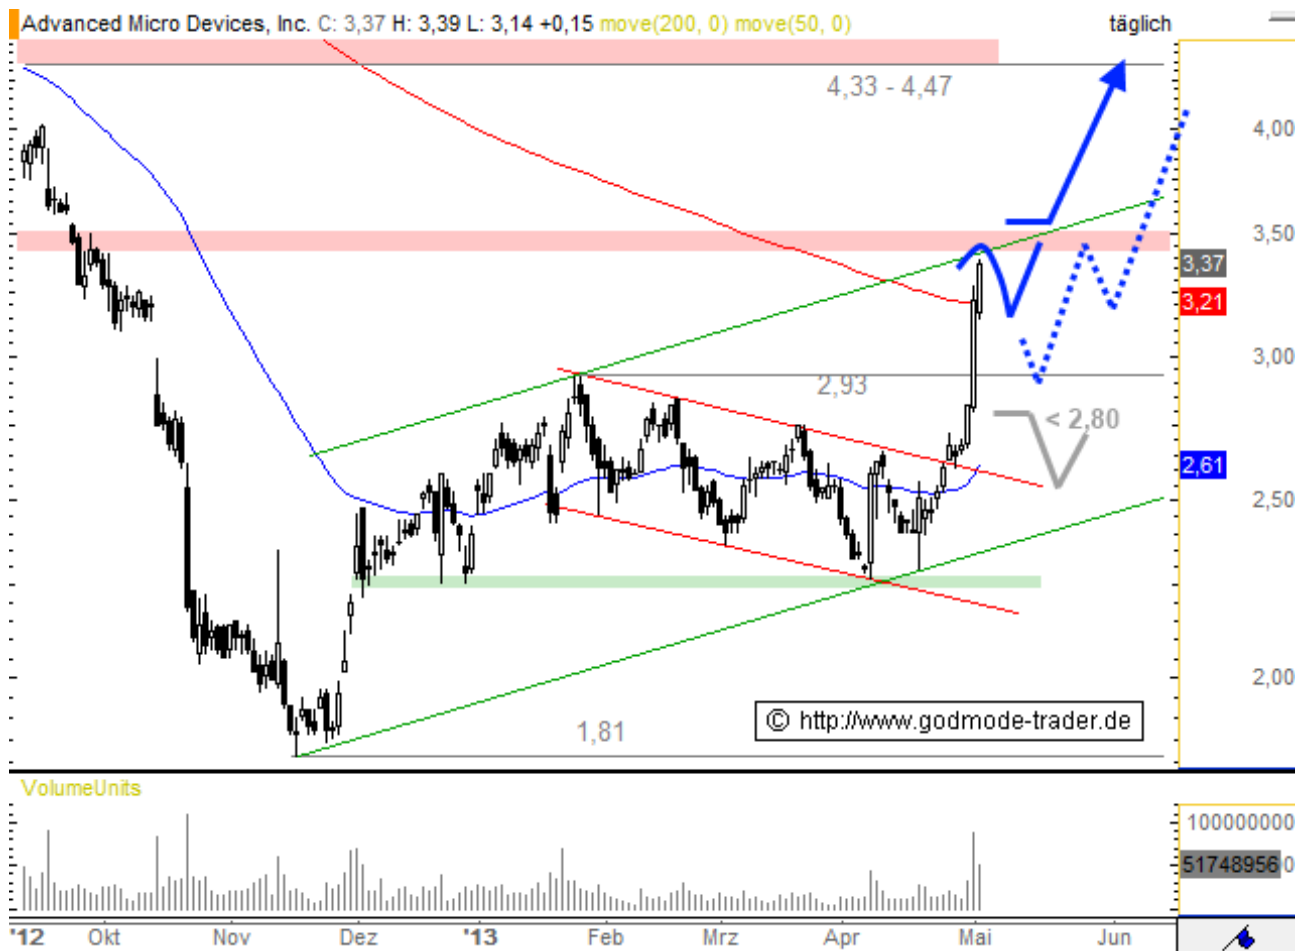 Advanced Micro Devices, Inc. C: 3,37 H: 3,39 L: 3,14 +0,15 move(200, 0) move(50, 0) täglich
4,33 - 4,47
4,00
3,50
3,37
3,21
3,00
2,93
< 2,80
2,61
2,50
2,00
© http://www.godmode-trader.de
1,81
VolumeUnits
100000000
51748956
'12 Okt Nov Dez '13 Feb Mrz Apr Mai Jun